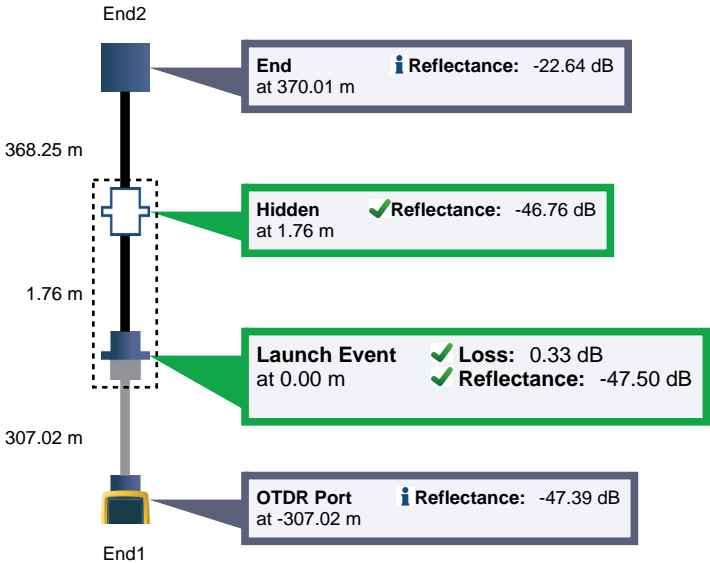 End2
End i Reflectance: -22.64 dB
at 370.01 m
368.25 m
Hidden Reflectance: -46.76 dB
at 1.76 m
1.76 m
Launch Event Loss: 0.33 dB
at 0.00 m Reflectance: -47.50 dB
307.02 m
OTDR Port i Reflectance: -47.39 dB
at -307.02 m
End1